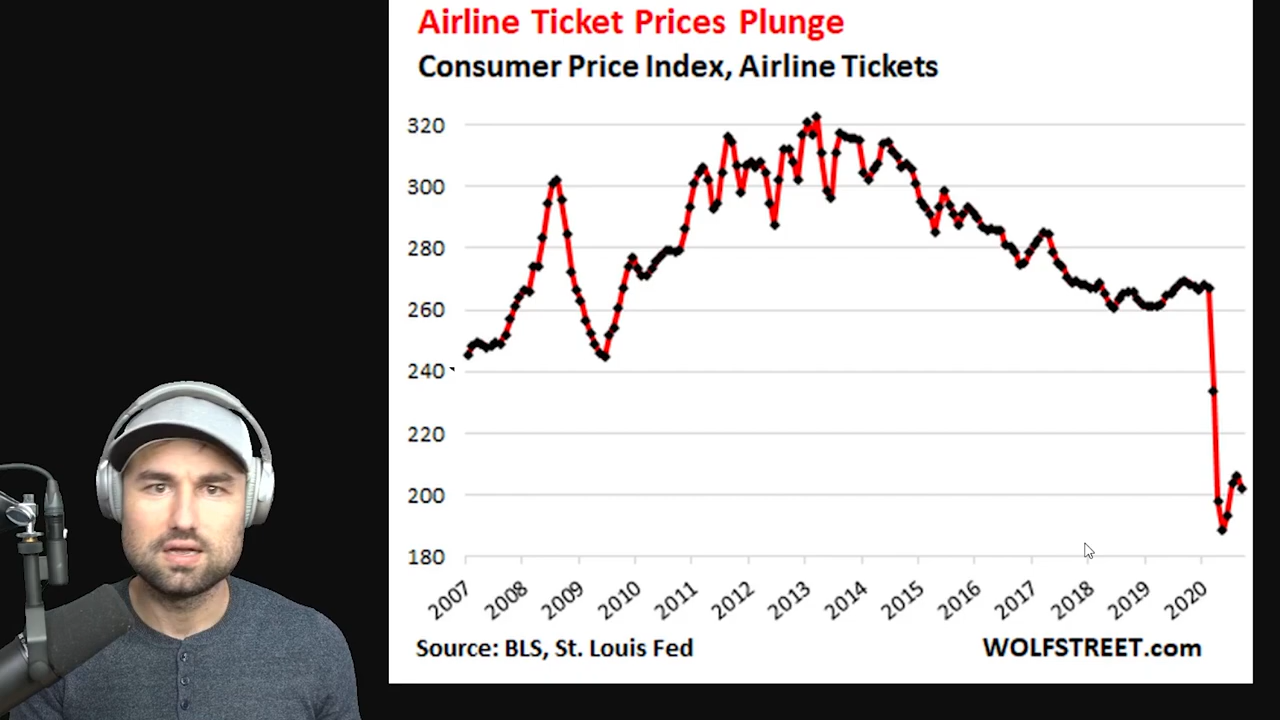 Airline Ticket Prices Plunge
Consumer Price Index, Airline Tickets
320
300
280
260
240
220
200
180
2007 2008 2009 2010 2011 2012 2013 2014 2015 2016 2017 2018 2019 2020
Source: BLS, St. Louis Fed WOLFSTREET.com